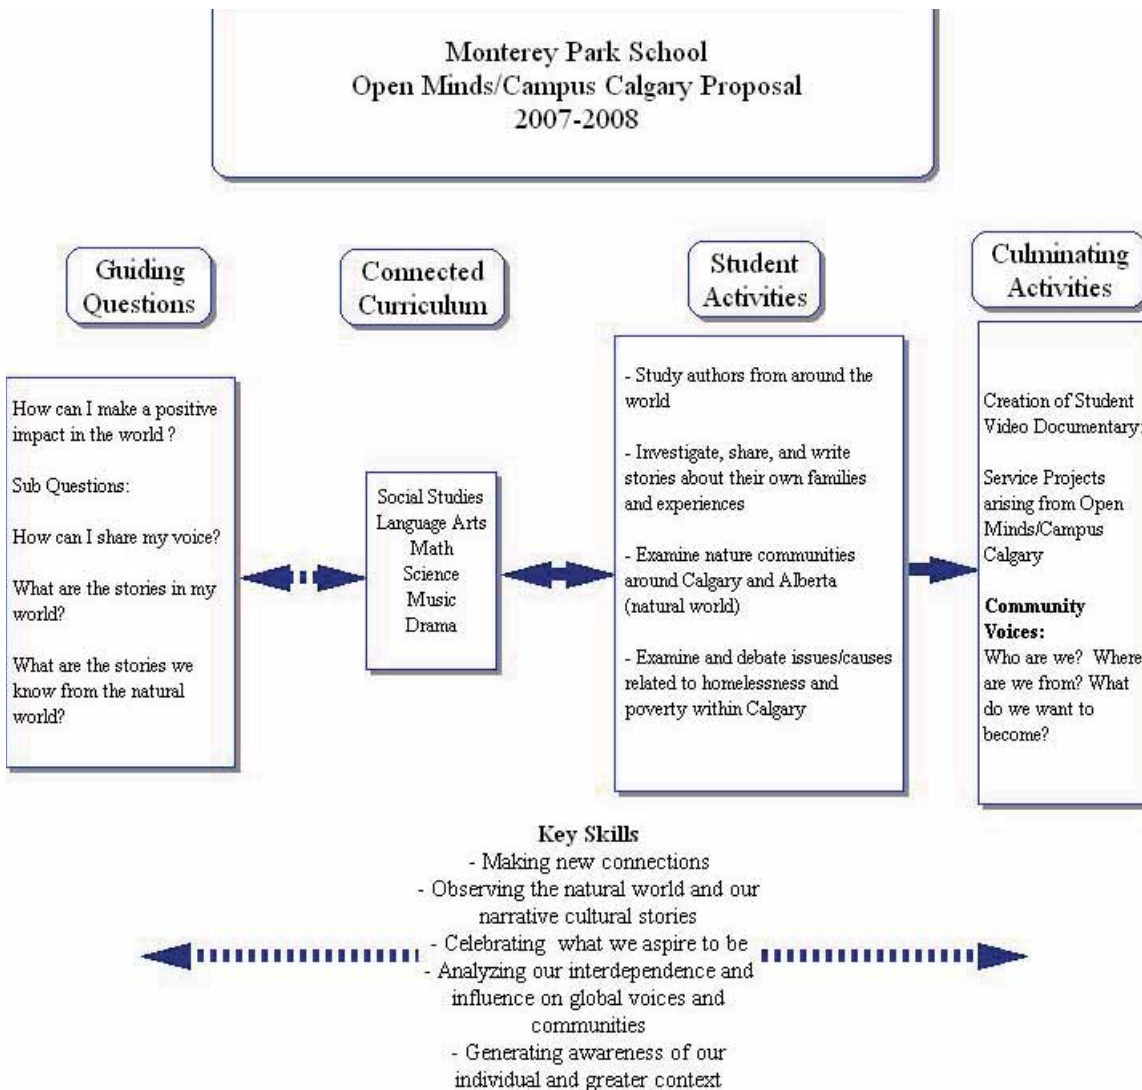 Monterey Park School
Open Minds/Campus Calgary Proposal
2007-2008
Guiding
Questions
Connected
Curriculum
Student
Activities
Culminating
Activities
How can I make a positive
impact in the world ?
Sub Questions:
How can I share my voice?
What are the stories in my
world?
What are the stories we
know from the natural
world?
Social Studies
Language Arts
Math
Science
Music
Drama
- Study authors from around the
world
- Investigate, share, and write
stories about their own families
and experiences
- Examine nature communities
around Calgary and Alberta
(natural world)
- Examine and debate issues/causes
related to homelessness and
poverty within Calgary
Creation of Student
Video Documentary:
Service Projects
arising from Open
Minds/Campus
Calgary
Community
Voices:
Who are we?  Where
are we from? What
do we want to
become?
Key Skills
- Making new connections
- Observing the natural world and our
narrative cultural stories
- Celebrating  what we aspire to be
- Analyzing our interdependence and
influence on global voices and
communities
- Generating awareness of our
individual and greater context